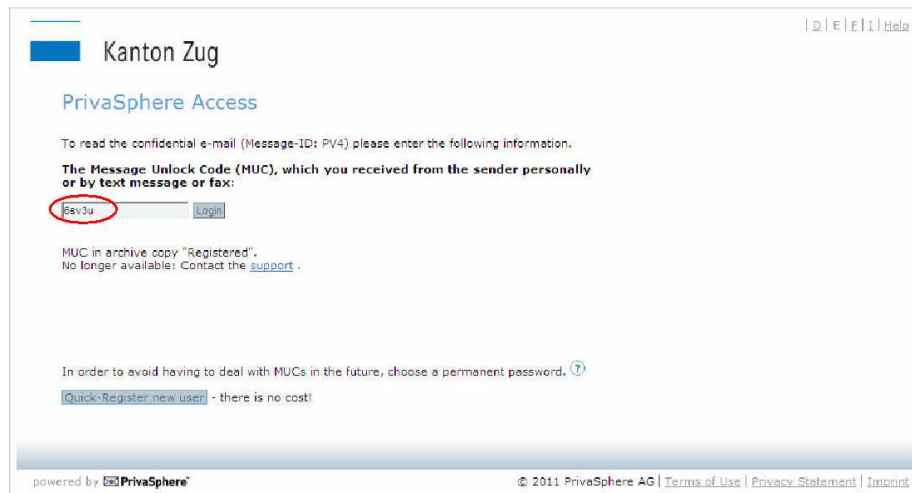 | D | E | F | I | Help
Kanton Zug
PrivaSphere Access
To read the confidential e-mail (Message-ID: PV4) please enter the following information.
The Message Unlock Code (MUC), which you received from the sender personally
or by text message or fax:
6sv3u Login
MUC in archive copy "Registered".
No longer available: Contact the support .
In order to avoid having to deal with MUCs in the future, choose a permanent password. ?
Quick-Register new user - there is no cost!
powered by PrivaSphere © 2011 PrivaSphere AG | Terms of Use | Privacy Statement | Imprint